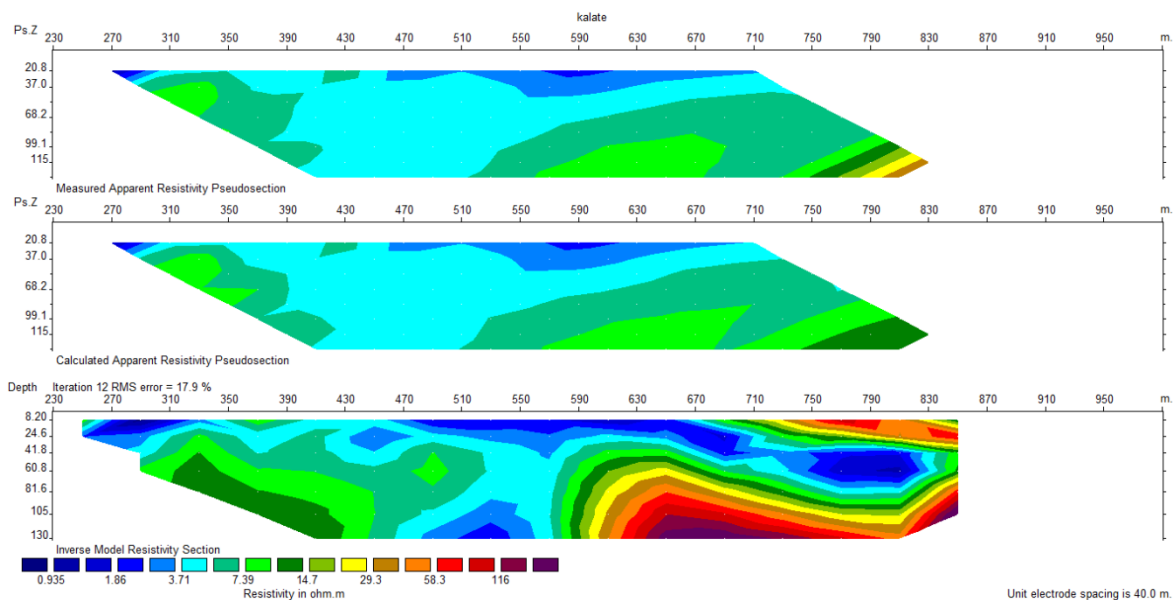 kalate
Ps.Z 230 270 310 350 390 430 470 510 550 590 630 670 710 750 790 830 870 910 950 m.
20.8
37.0
68.2
99.1
115
Measured Apparent Resistivity Pseudosection
Ps.Z 230 270 310 350 390 430 470 510 550 590 630 670 710 750 790 830 870 910 950 m.
20.8
37.0
68.2
99.1
115
Calculated Apparent Resistivity Pseudosection
Depth Iteration 12 RMS error = 17.9 %
230 270 310 350 390 430 470 510 550 590 630 670 710 750 790 830 870 910 950 m.
8.20
24.6
41.8
60.8
81.6
105
130
Inverse Model Resistivity Section
0.935 1.86 3.71 7.39 14.7 29.3 58.3 116
Resistivity in ohm.m Unit electrode spacing is 40.0 m.